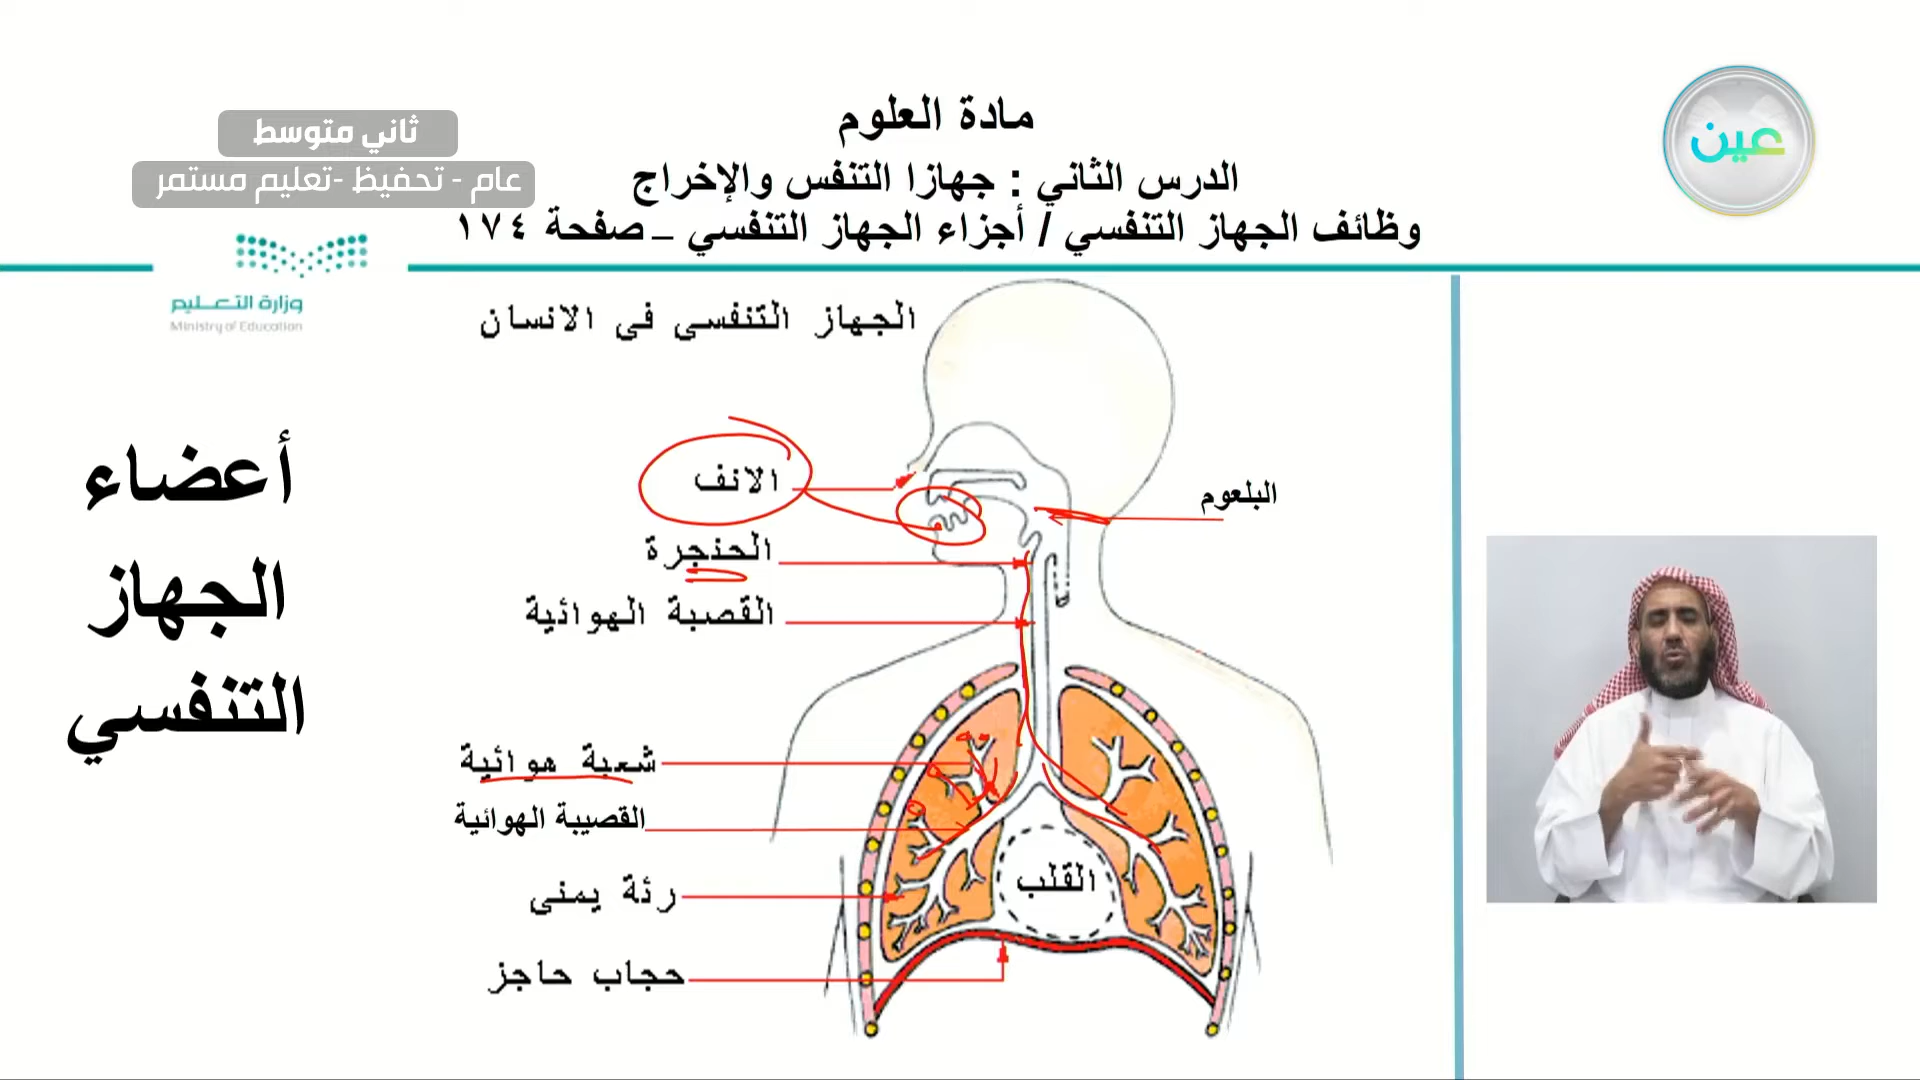 مادة العلوم
عين
ثاني متوسط
عام - تحفيظ -تعليم مستمر
الدرس الثاني : جهازا التنفس والإخراج
وظائف الجهاز التنفسي / أجزاء الجهاز التنفسي – صفحة ١٧٤
وزارة التعليم
Ministry of Education
الجهاز التنفسى فى الانسان
أعضاء
الجهاز
التنفسي
الانف
البلعوم
الحنجرة
القصبة الهوائية
شعبة هوائية
القصيبة الهوائية
رئة يمنى
القلب
حجاب حاجز